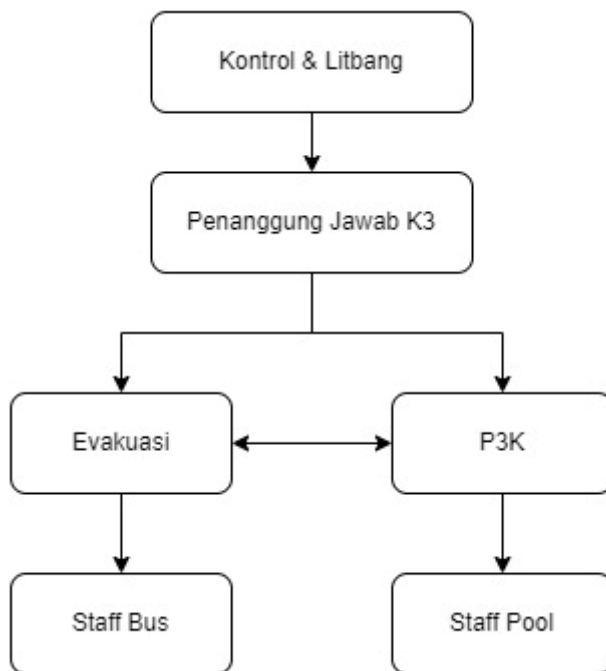 Kontrol & Litbang
Penanggung Jawab K3
Evakuasi
P3K
Staff Bus
Staff Pool